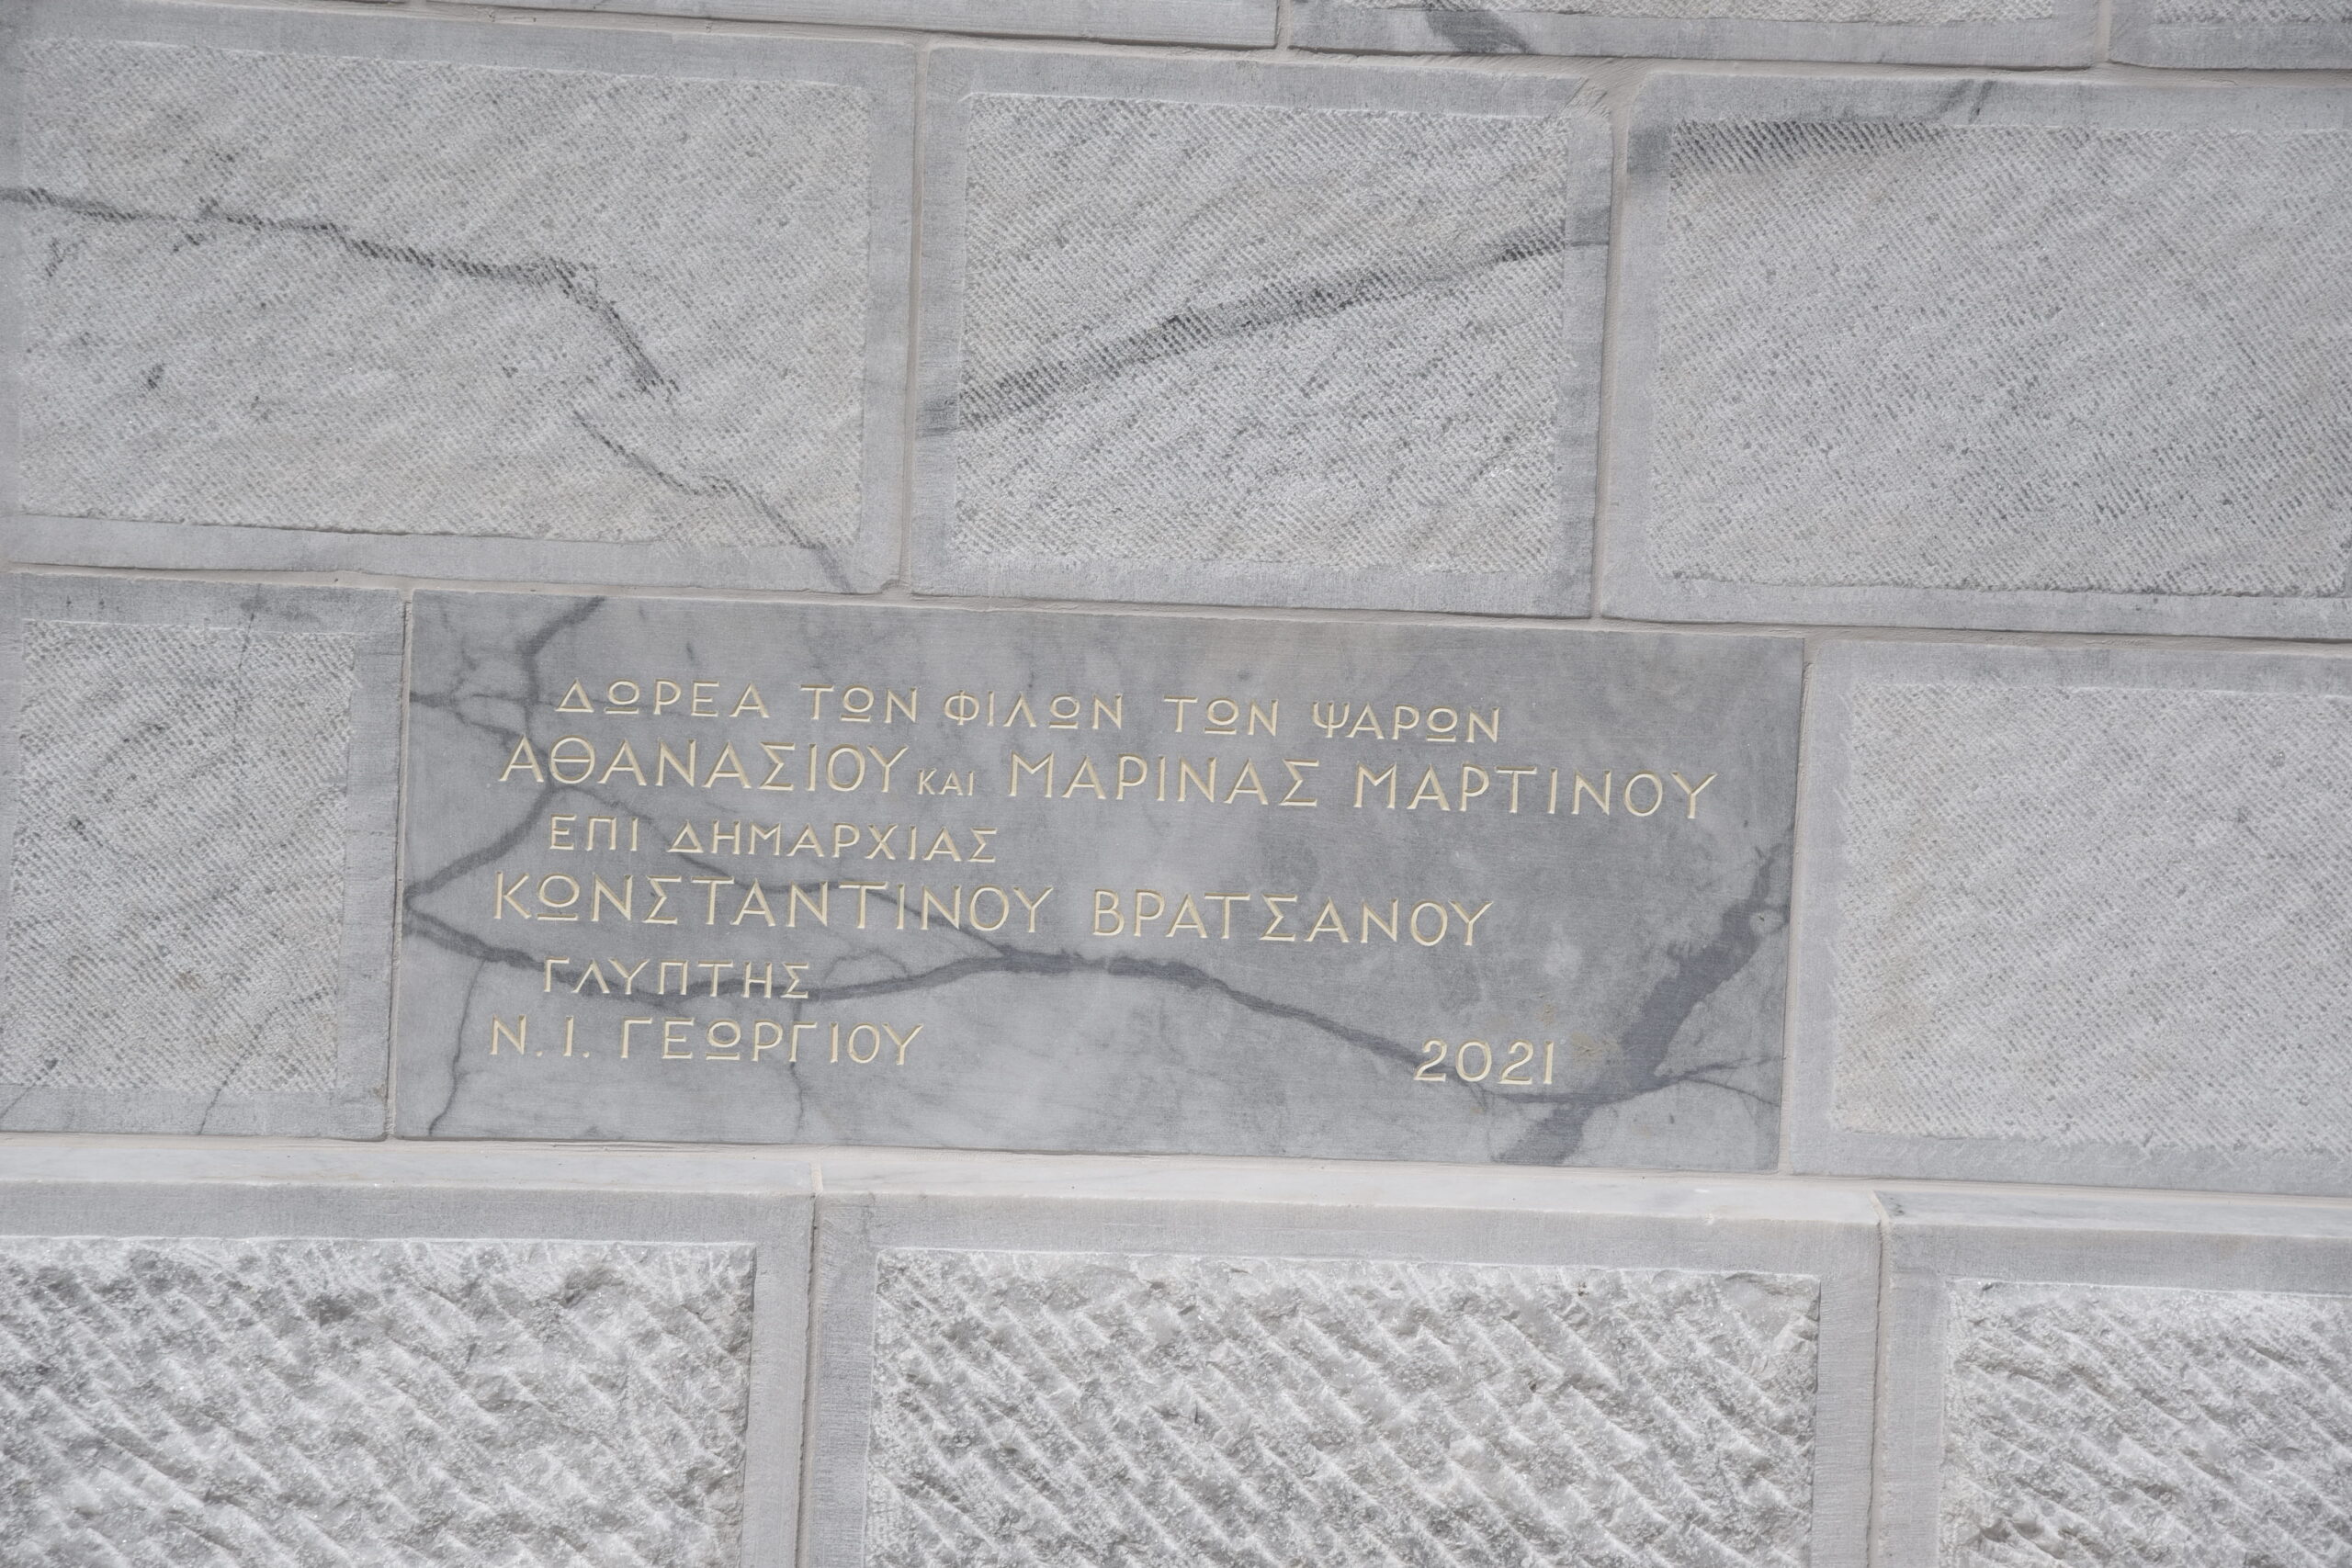 ΔΩΡΕΑ ΤΩΝ ΦΙΛΩΝ ΤΩΝ ΨΑΡΩΝ
ΑΘΑΝΑΣΙΟΥ ΚΑΙ ΜΑΡΙΝΑΣ ΜΑΡΤΙΝΟΥ
ΕΠΙ ΔΗΜΑΡΧΙΑΣ
ΚΩΝΣΤΑΝΤΙΝΟΥ ΒΡΑΤΣΑΝΟΥ
ΓΛΥΠΤΗΣ
Ν. Ι. ΓΕΩΡΓΙΟΥ 2021